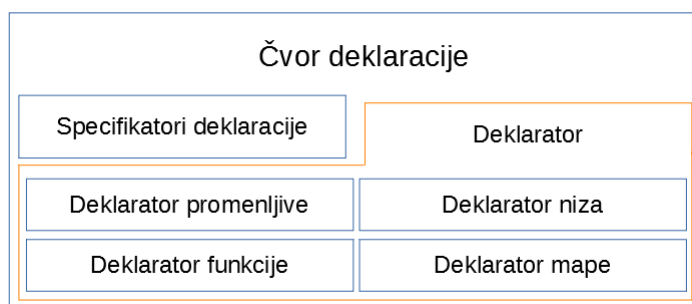 Čvor deklaracije
Specifikatori deklaracije
Deklarator
Deklarator promenljive
Deklarator niza
Deklarator funkcije
Deklarator mape